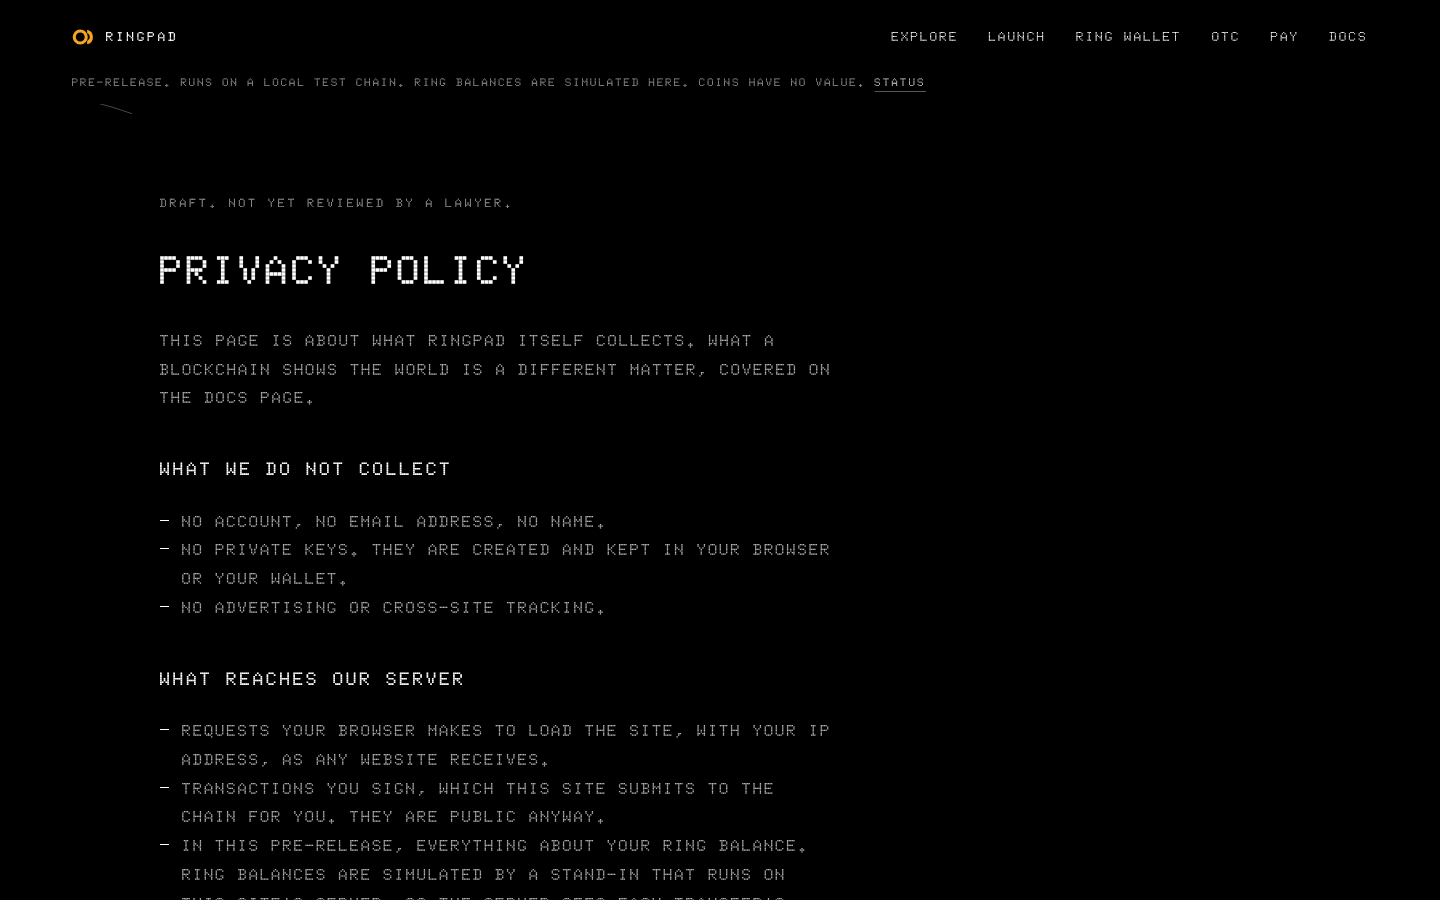 RINGPAD
EXPLORE LAUNCH RING WALLET OTC PAY DOCS
PRE-RELEASE. RUNS ON A LOCAL TEST CHAIN. RING BALANCES ARE SIMULATED HERE. COINS HAVE NO VALUE. STATUS
DRAFT. NOT YET REVIEWED BY A LAWYER.
PRIVACY POLICY
THIS PAGE IS ABOUT WHAT RINGPAD ITSELF COLLECTS. WHAT A
BLOCKCHAIN SHOWS THE WORLD IS A DIFFERENT MATTER, COVERED ON
THE DOCS PAGE.
WHAT WE DO NOT COLLECT
– NO ACCOUNT, NO EMAIL ADDRESS, NO NAME.
– NO PRIVATE KEYS. THEY ARE CREATED AND KEPT IN YOUR BROWSER
OR YOUR WALLET.
– NO ADVERTISING OR CROSS-SITE TRACKING.
WHAT REACHES OUR SERVER
– REQUESTS YOUR BROWSER MAKES TO LOAD THE SITE, WITH YOUR IP
ADDRESS, AS ANY WEBSITE RECEIVES.
– TRANSACTIONS YOU SIGN, WHICH THIS SITE SUBMITS TO THE
CHAIN FOR YOU. THEY ARE PUBLIC ANYWAY.
– IN THIS PRE-RELEASE, EVERYTHING ABOUT YOUR RING BALANCE.
RING BALANCES ARE SIMULATED BY A STAND-IN THAT RUNS ON